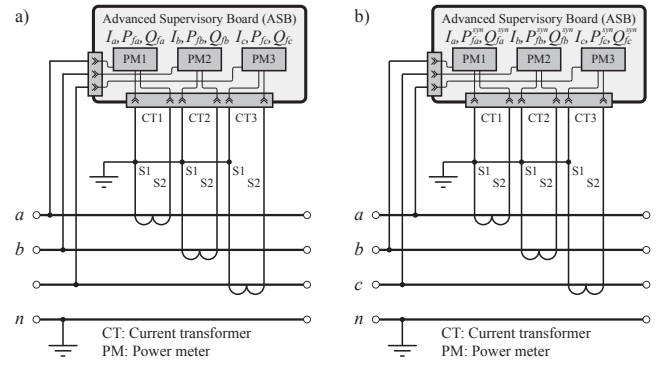 a)
Advanced Supervisory Board (ASB)
Ia, Pfa, Qfa Ib, Pfb, Qfb Ic, Pfc, Qfc
PM1 PM2 PM3
CT1 CT2 CT3
S1 S1 S1
S2 S2 S2
a
b
n
CT: Current transformer
PM: Power meter
b)
Advanced Supervisory Board (ASB)
Ia, Pfa^syn, Qfa^syn Ib, Pfb^syn, Qfb^syn Ic, Pfc^syn, Qfc^syn
PM1 PM2 PM3
CT1 CT2 CT3
S1 S1 S1
S2 S2 S2
a
b
c
n
CT: Current transformer
PM: Power meter